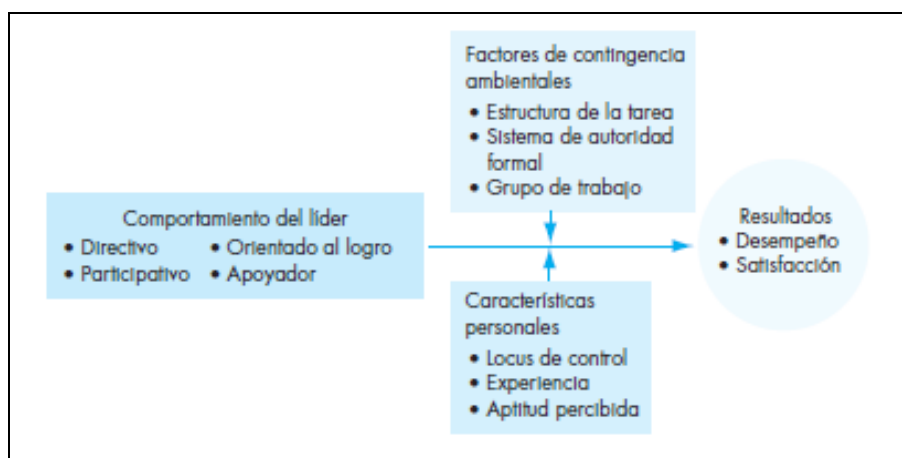 Factores de contingencia
ambientales
• Estructura de la tarea
• Sistema de autoridad
formal
• Grupo de trabajo
Comportamiento del líder
• Directivo • Orientado al logro
• Participativo • Apoyador
Resultados
• Desempeño
• Satisfacción
Características
personales
• Locus de control
• Experiencia
• Aptitud percibida